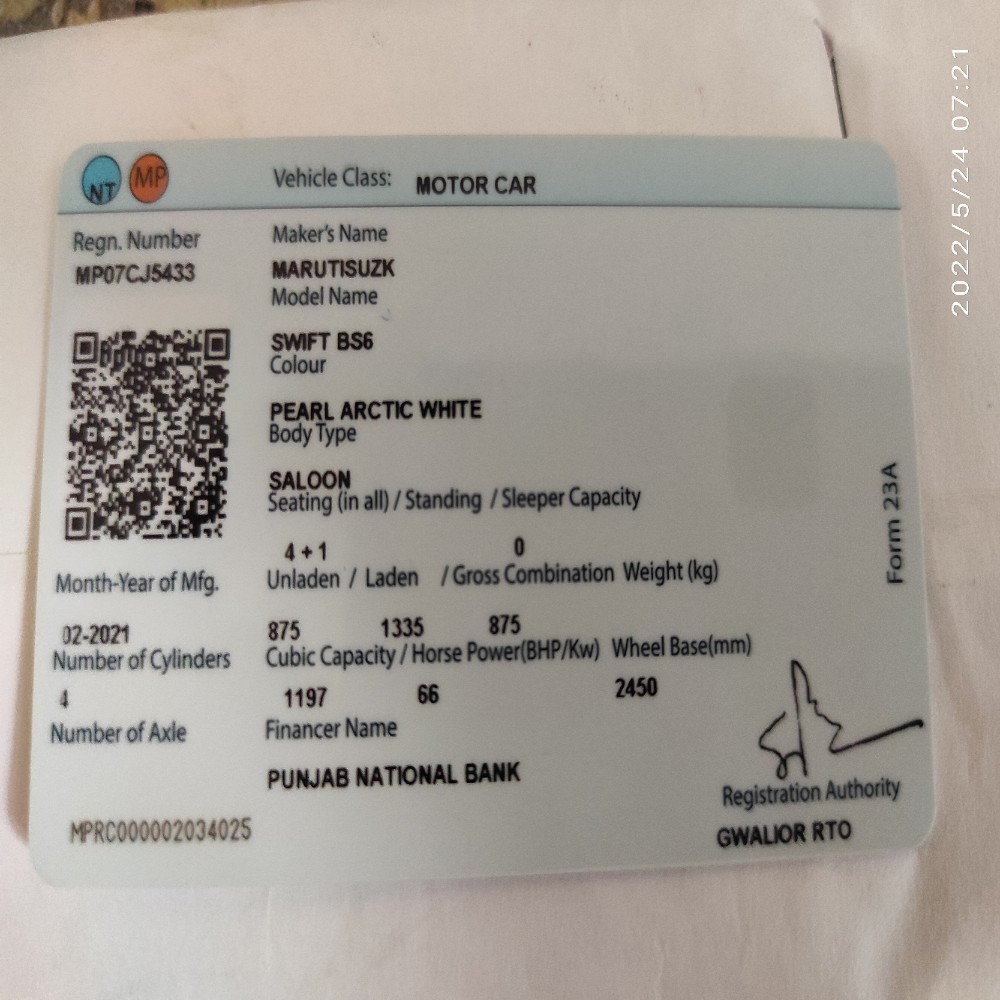 NT MP Vehicle Class: MOTOR CAR
Regn. Number
MP07CJ5433
Maker's Name
MARUTISUZK
Model Name
SWIFT BS6
Colour
PEARL ARCTIC WHITE
Body Type
SALOON
Seating (in all) / Standing / Sleeper Capacity
4 + 1 0
Month-Year of Mfg.
02-2021
Unladen / Laden / Gross Combination Weight (kg)
875 1335 875
Number of Cylinders
4
Cubic Capacity / Horse Power(BHP/Kw) Wheel Base(mm)
1197 66 2450
Number of Axle
Financer Name
PUNJAB NATIONAL BANK
MPRC000002034025
Registration Authority
GWALIOR RTO
Form 23A
2022/5/24 07:21